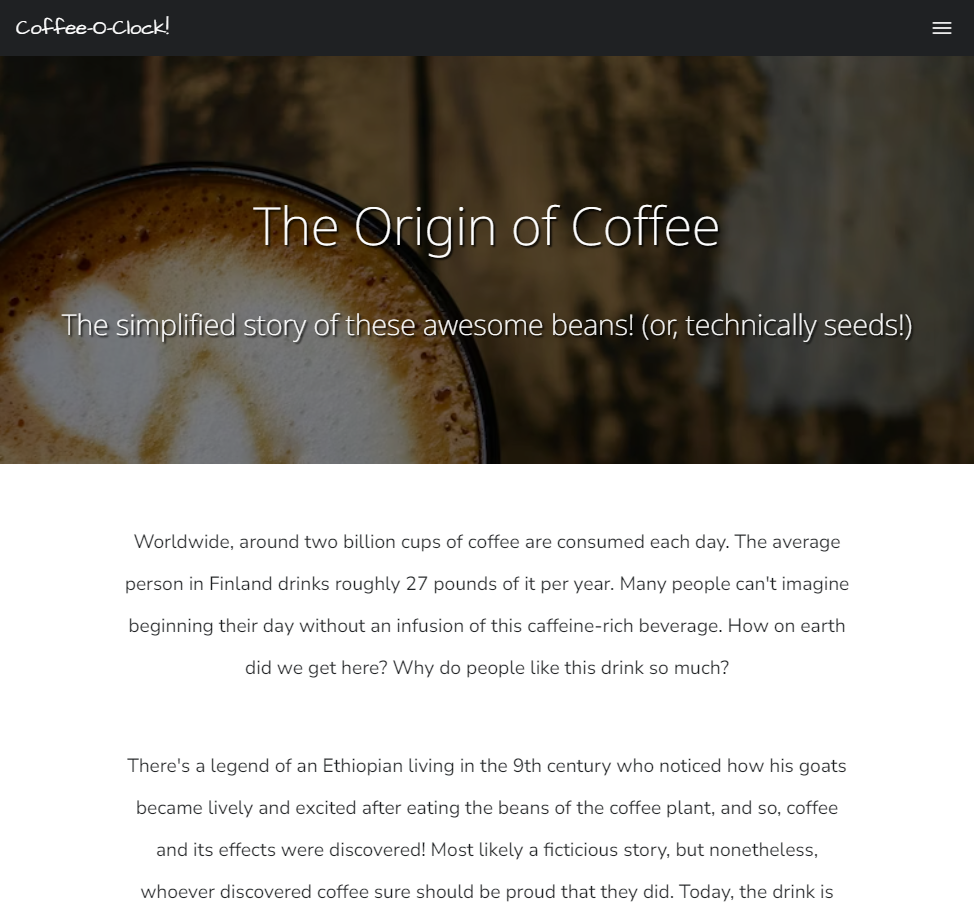 Coffee-O-Clock!
The Origin of Coffee
The simplified story of these awesome beans! (or, technically seeds!)
Worldwide, around two billion cups of coffee are consumed each day. The average
person in Finland drinks roughly 27 pounds of it per year. Many people can't imagine
beginning their day without an infusion of this caffeine-rich beverage. How on earth
did we get here? Why do people like this drink so much?
There's a legend of an Ethiopian living in the 9th century who noticed how his goats
became lively and excited after eating the beans of the coffee plant, and so, coffee
and its effects were discovered! Most likely a ficticious story, but nonetheless,
whoever discovered coffee sure should be proud that they did. Today, the drink is